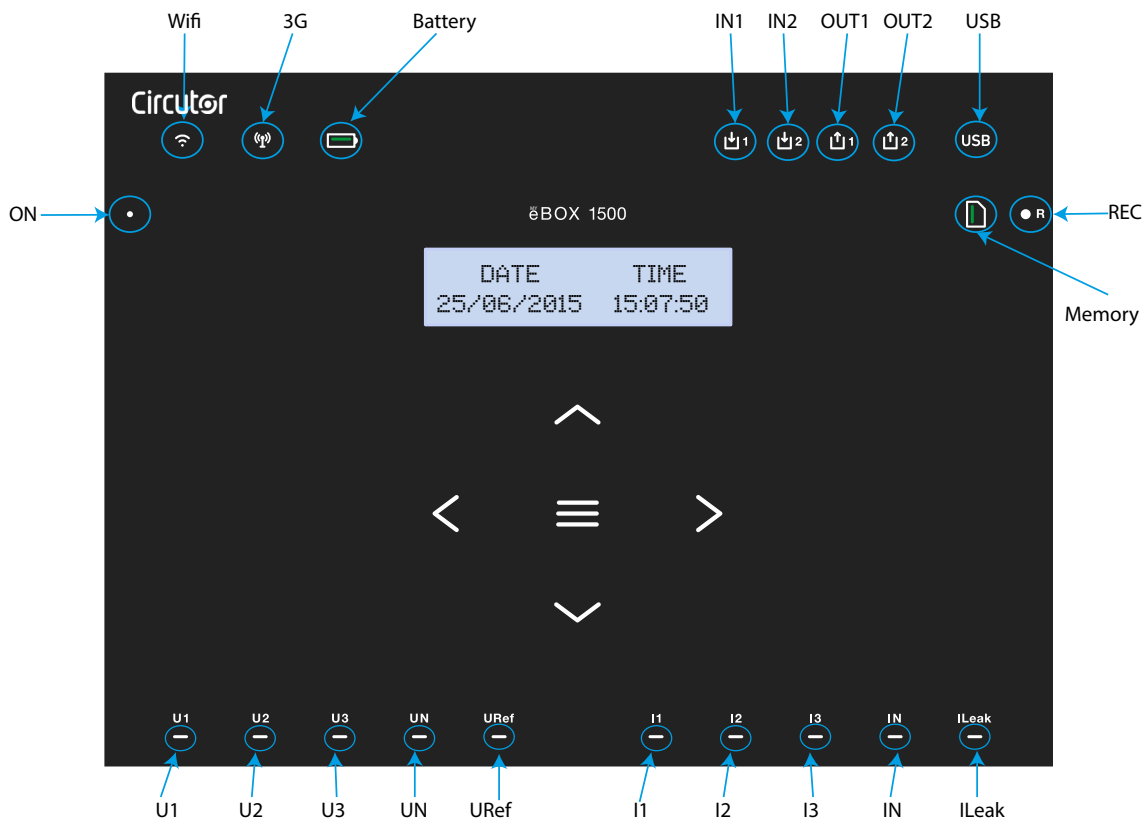 Wifi 3G Battery IN1 IN2 OUT1 OUT2 USB
Circutor
1 2 1 2 USB
ON
MY ëBOX 1500
R
REC
DATE TIME
25/06/2015 15:07:50
Memory
U1 U2 U3 UN URef I1 I2 I3 IN ILeak
U1 U2 U3 UN URef I1 I2 I3 IN ILeak